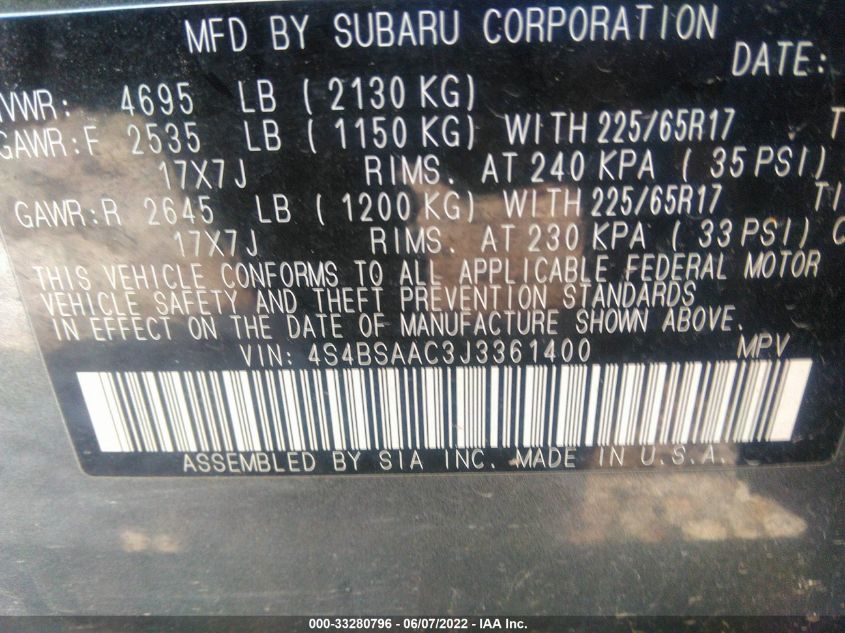 MFD BY SUBARU CORPORATION
DATE:
VWR: 4695 LB ( 2130 KG)
GAWR:F 2535 LB ( 1150 KG) WITH 225/65R17 T
17X7J RIMS. AT 240 KPA ( 35 PSI)
GAWR:R 2645 LB ( 1200 KG) WITH 225/65R17 TI
17X7J RIMS. AT 230 KPA ( 33 PSI) C
THIS VEHICLE CONFORMS TO ALL APPLICABLE FEDERAL MOTOR
VEHICLE SAFETY AND THEFT PREVENTION STANDARDS
IN EFFECT ON THE DATE OF MANUFACTURE SHOWN ABOVE.
VIN: 4S4BSAAC3J3361400 MPV
ASSEMBLED BY SIA INC. MADE IN U.S.A.
000-33280796 - 06/07/2022 - IAA Inc.